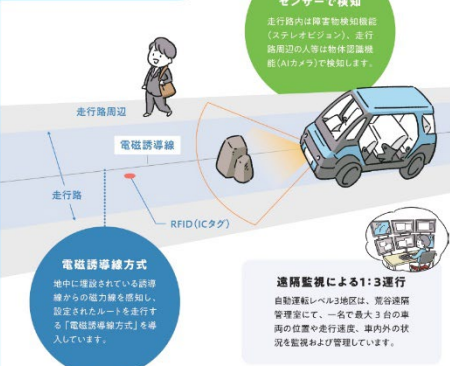 センサーで検知
走行路内は障害物検知機能
(ステレオビジョン)、走行
路周辺の人等は物体認識機
能(AIカメラ)で検知します。
走行路周辺
電磁誘導線
走行路
RFID(ICタグ)
電磁誘導線方式
地中に埋設されている誘導
線からの磁力線を感知し、
設定されたルートを走行す
る「電磁誘導線方式」を導
入しています。
遠隔監視による1:3運行
自動運転レベル3地区は、荒谷遠隔
管理室にて、一名で最大3台の車
両の位置や走行速度、車内外の状
況を監視および管理しています。